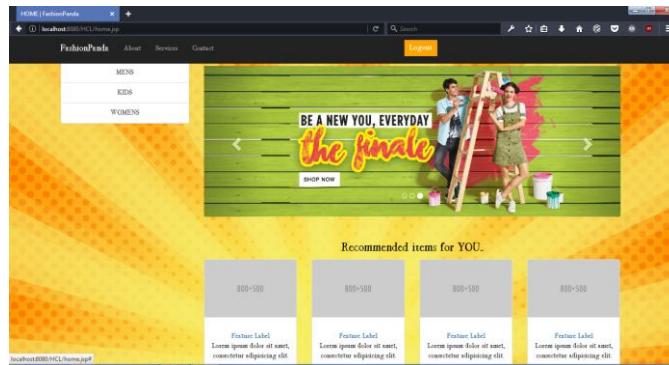 HOME | FashionPanda
localhost:8080/HCL/home.jsp
Search
FashionPanda
About
Services
Contact
Logout
MENS
KIDS
WOMENS
BE A NEW YOU, EVERYDAY
the finale
SHOP NOW
Recommended items for YOU..
800×500
800×500
800×500
800×500
Feature Label
Feature Label
Feature Label
Feature Label
Lorem ipsum dolor sit amet,
consectetur adipisicing elit.
Lorem ipsum dolor sit amet,
consectetur adipisicing elit.
Lorem ipsum dolor sit amet,
consectetur adipisicing elit.
Lorem ipsum dolor sit amet,
consectetur adipisicing elit.
localhost:8080/HCL/home.jsp#